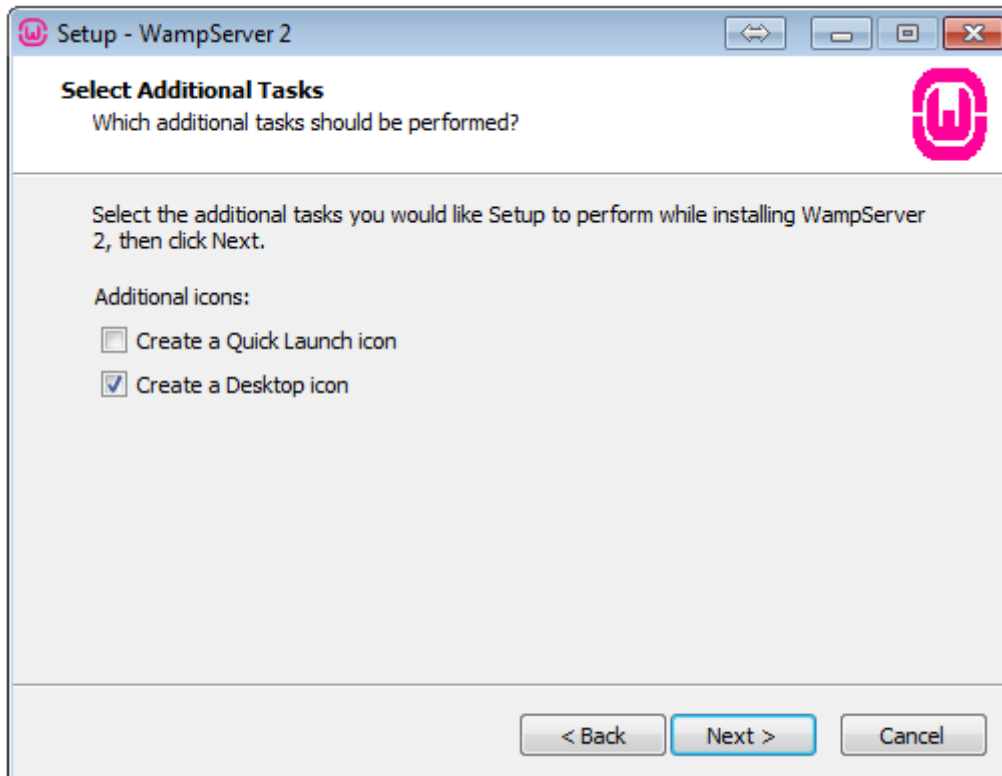 Setup - WampServer 2
Select Additional Tasks
Which additional tasks should be performed?
Select the additional tasks you would like Setup to perform while installing WampServer
2, then click Next.
Additional icons:
Create a Quick Launch icon
Create a Desktop icon
< Back
Next >
Cancel